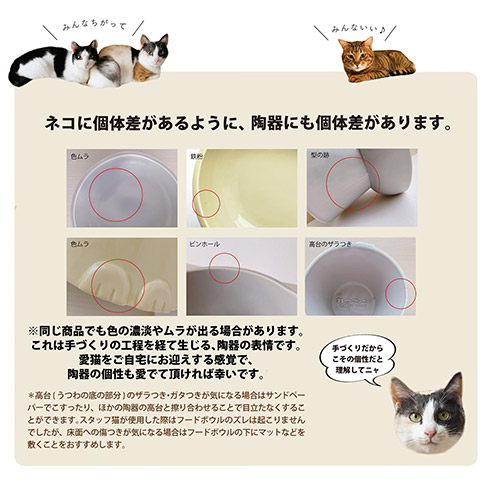 みんなちがって
みんないい♪
ネコに個体差があるように、陶器にも個体差があります。
色ムラ
鉄粉
型の跡
色ムラ
ピンホール
高台のザラつき
※同じ商品でも色の濃淡やムラが出る場合があります。
これは手づくりの工程を経て生じる、陶器の表情です。
愛猫をご自宅にお迎えする感覚で、
陶器の個性も愛でて頂ければ幸いです。
手づくりだから
こその個性だと
理解してニャ
＊高台(うつわの底の部分)のザラつき・ガタつきが気になる場合はサンドペー
パーでこすったり、ほかの陶器の高台と擦り合わせることで目立たなくするこ
とができます。スタッフ猫が使用した際はフードボウルのズレは起こりません
でしたが、床面への傷つきが気になる場合はフードボウルの下にマットなどを
敷くことをおすすめします。